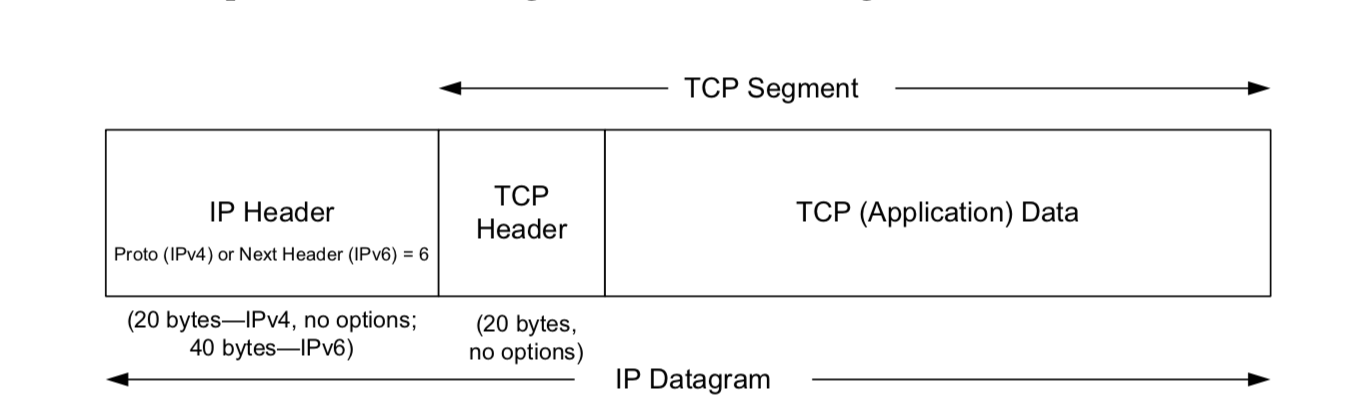 TCP Segment
IP Header
Proto (IPv4) or Next Header (IPv6) = 6
TCP
Header
TCP (Application) Data
(20 bytes—IPv4, no options;
40 bytes—IPv6)
(20 bytes,
no options)
IP Datagram